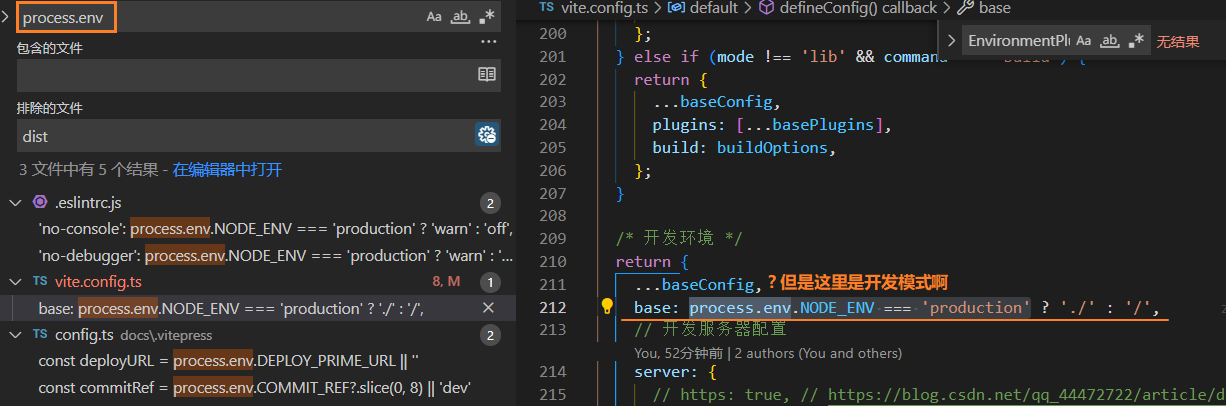 process.env
Aa ab
包含的文件
排除的文件
dist
3 文件中有 5 个结果 - 在编辑器中打开
.eslintrc.js 2
'no-console': process.env.NODE_ENV === 'production' ? 'warn' : 'off',
'no-debugger': process.env.NODE_ENV === 'production' ? 'warn' : '...
TS vite.config.ts 8, M 1
base: process.env.NODE_ENV === 'production' ? './' : '/',
TS config.ts docs\.vitepress 2
const deployURL = process.env.DEPLOY_PRIME_URL || ''
const commitRef = process.env.COMMIT_REF?.slice(0, 8) || 'dev'
TS vite.config.ts > default > defineConfig() callback > base
EnvironmentPlu Aa ab 无结果
200 };
201 } else if (mode !== 'lib' && command
202 return {
203 ...baseConfig,
204 plugins: [...basePlugins],
205 build: buildOptions,
206 };
207 }
208
209 /* 开发环境 */
210 return {
211 ...baseConfig, ？但是这里是开发模式啊
212 base: process.env.NODE_ENV === 'production' ? './' : '/',
213 // 开发服务器配置
You, 52分钟前 | 2 authors (You and others)
214 server: {
215 // https: true, // https://blog.csdn.net/qq_44472722/article/d